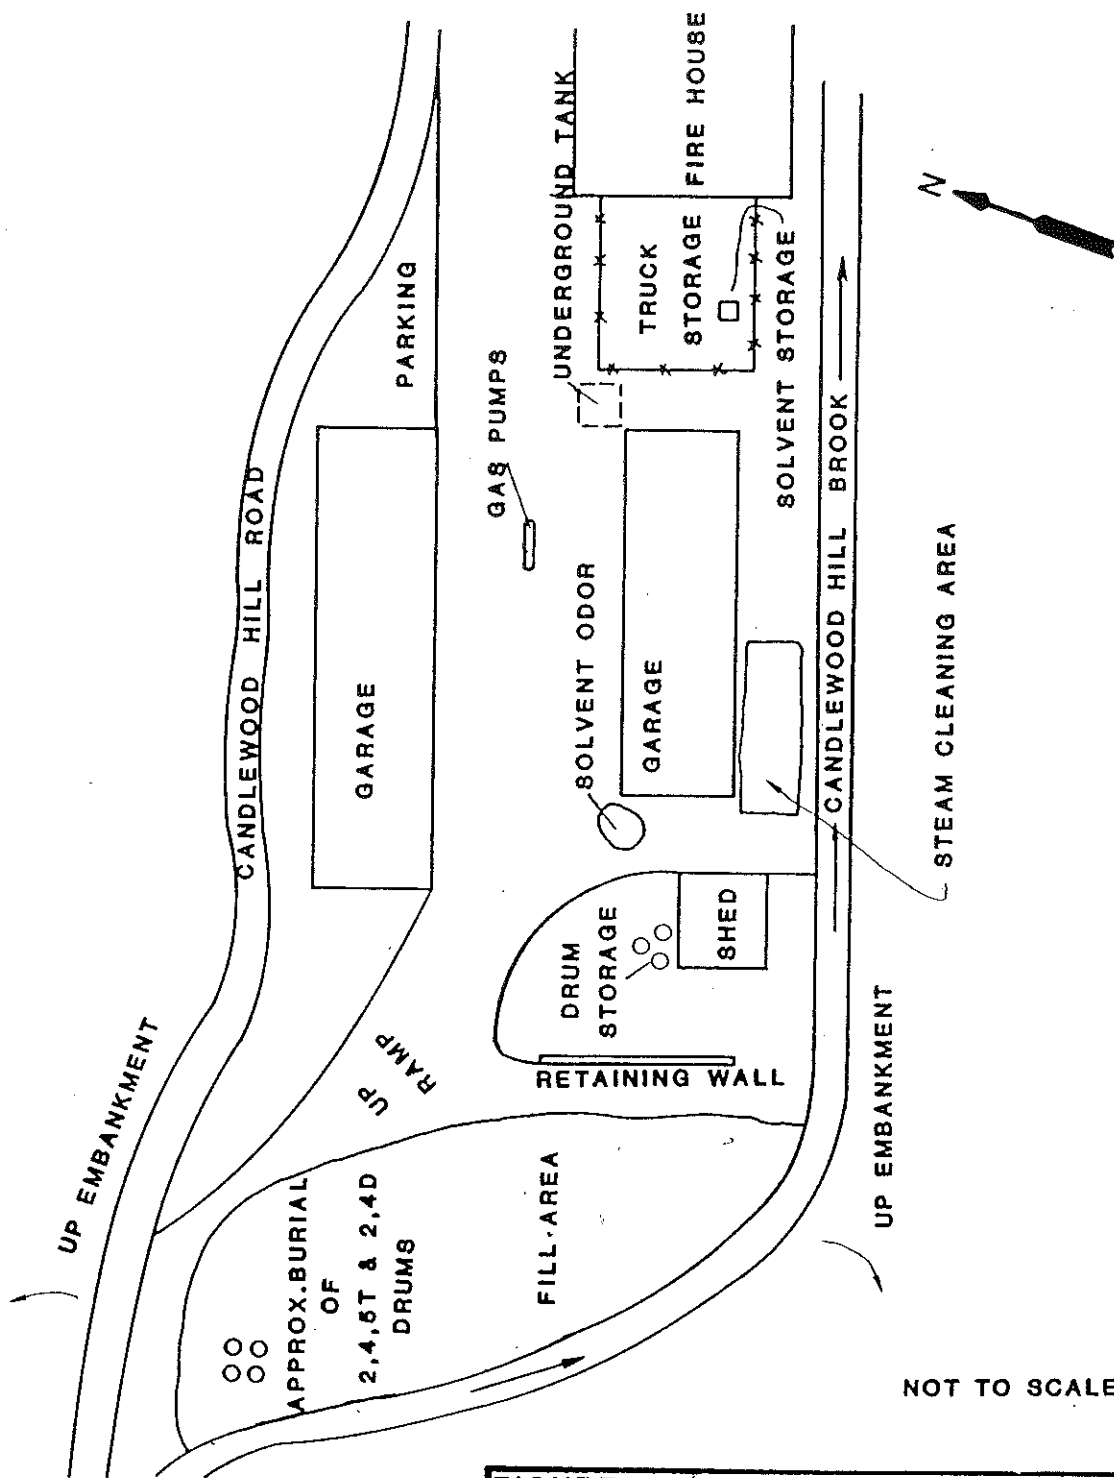 CANDLEWOOD HILL ROAD
PARKING
GARAGE
UP EMBANKMENT
UP
RAMP
GAS PUMPS
UNDERGROUND TANK
FIRE HOUSE
TRUCK
STORAGE
SOLVENT STORAGE
SOLVENT ODOR
GARAGE
DRUM
STORAGE
SHED
RETAINING WALL
CANDLEWOOD HILL BROOK
STEAM CLEANING AREA
UP EMBANKMENT
APPROX.BURIAL
OF
2,4,5T & 2,4D
DRUMS
FILL-AREA
N
NOT TO SCALE